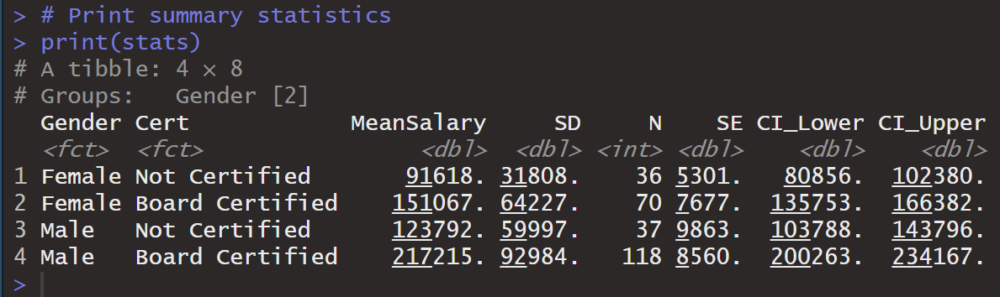 > # Print summary statistics
> print(stats)
# A tibble: 4 × 8
# Groups:   Gender [2]
  Gender Cert            MeanSalary     SD     N    SE CI_Lower CI_Upper
  <fct>  <fct>                <dbl>  <dbl> <int> <dbl>    <dbl>    <dbl>
1 Female Not Certified       91618. 31808.    36 5301.   80856.  102380.
2 Female Board Certified    151067. 64227.    70 7677.  135753.  166382.
3 Male   Not Certified      123792. 59997.    37 9863.  103788.  143796.
4 Male   Board Certified    217215. 92984.   118 8560.  200263.  234167.
>